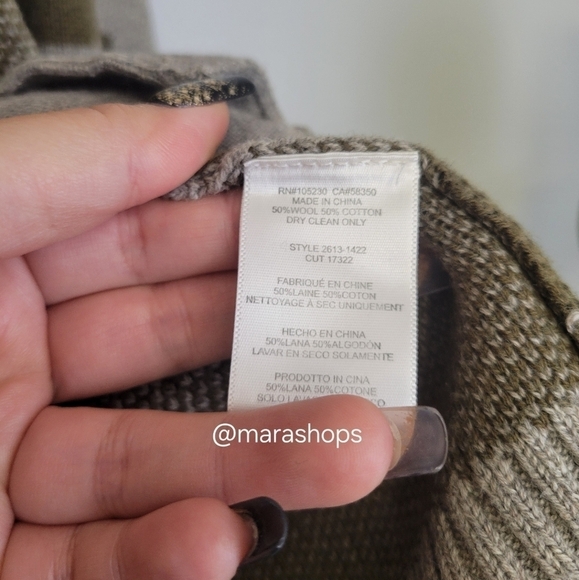 RN#105230 CA#58350
MADE IN CHINA
50%WOOL 50% COTTON
DRY CLEAN ONLY
STYLE 2613-1422
CUT 17322
FABRIQUÉ EN CHINE
50%LAINE 50%COTON
NETTOYAGE À SEC UNIQUEMENT
HECHO EN CHINA
50%LANA 50%ALGODÓN
LAVAR EN SECO SOLAMENTE
PRODOTTO IN CINA
50%LANA 50%COTONE
SOLO
@marashops